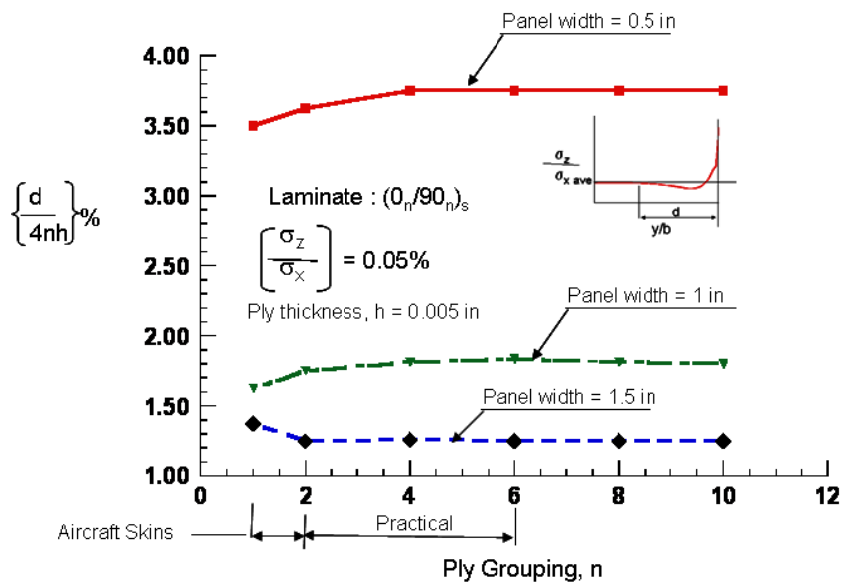 Panel width = 0.5 in
4.00
3.50
3.00
2.50
2.00
1.50
1.00
{d/4nh}%
Laminate : (0n/90n)s
[σz/σx] = 0.05%
Ply thickness, h = 0.005 in
σz
σx ave
d
y/b
Panel width = 1 in
Panel width = 1.5 in
0 2 4 6 8 10 12
Aircraft Skins
Practical
Ply Grouping, n